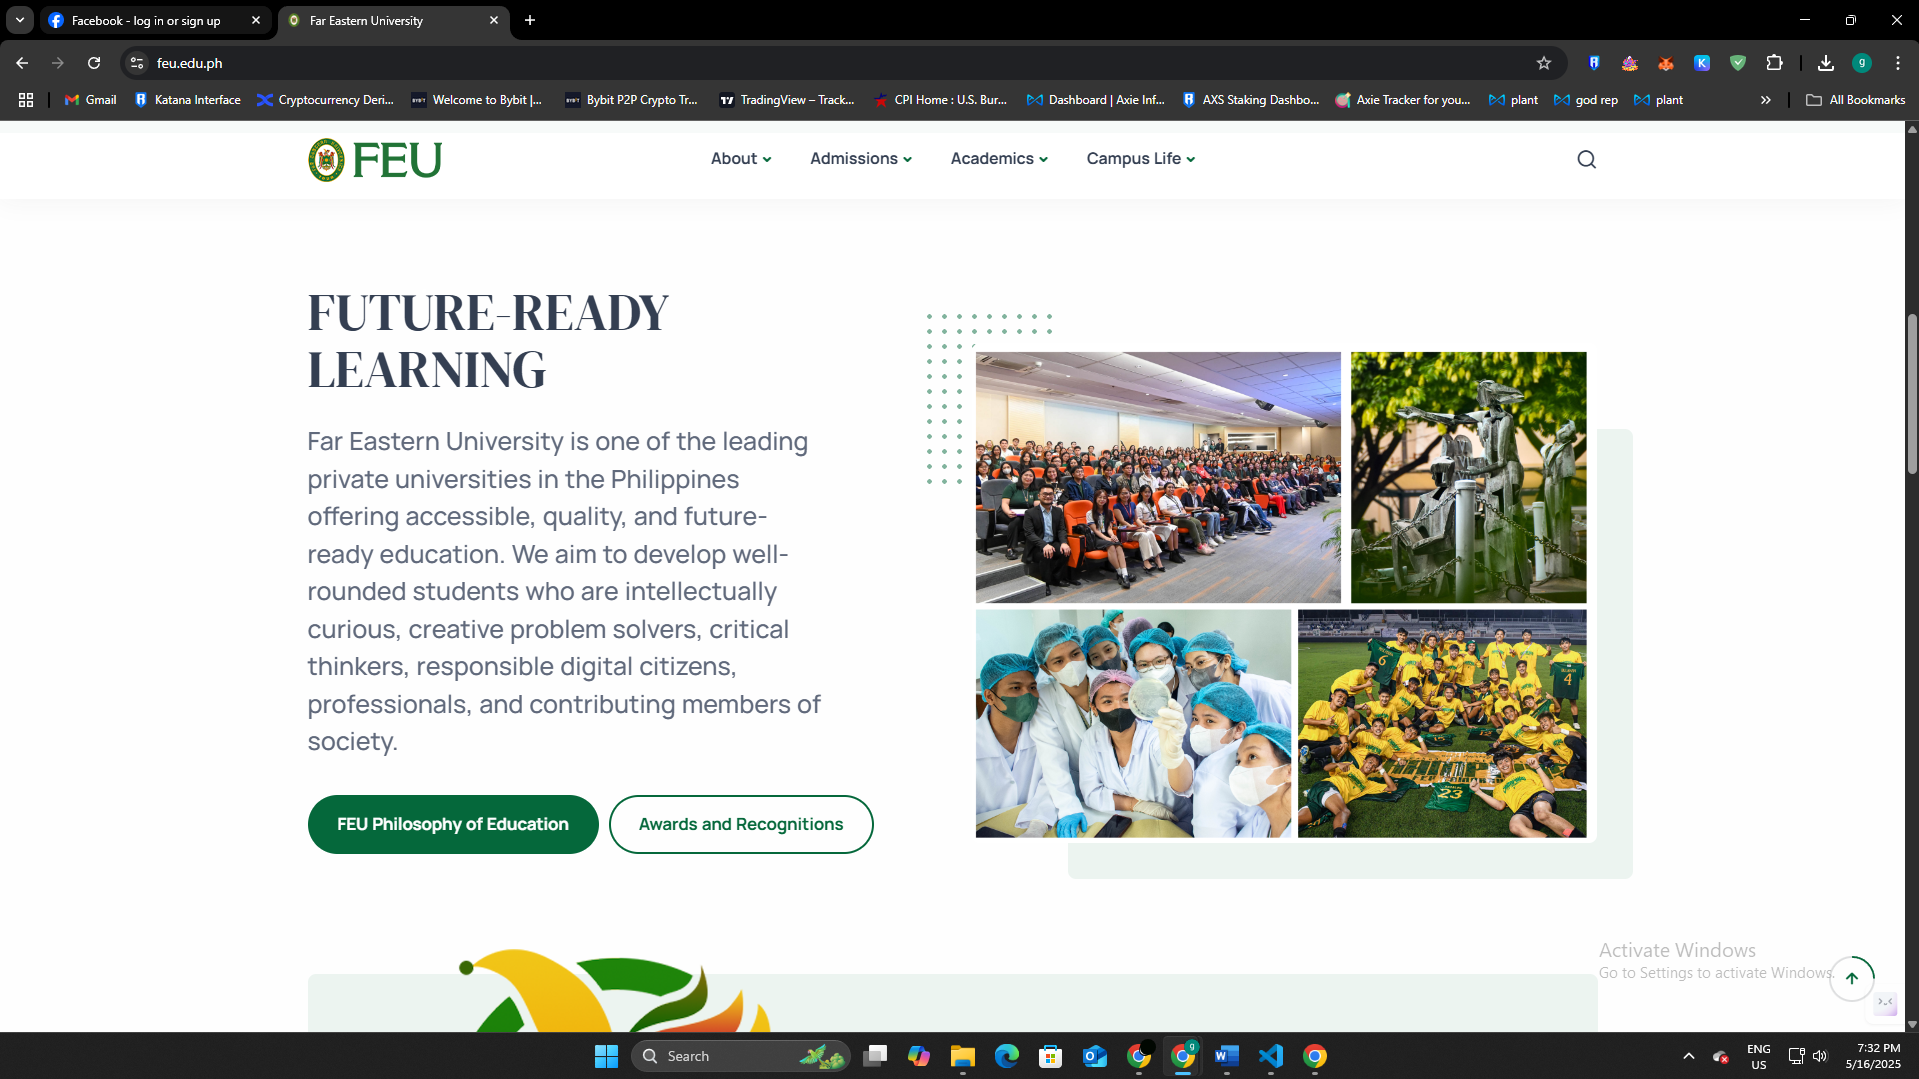 Facebook - log in or sign up
Far Eastern University
feu.edu.ph
g
Gmail
Katana Interface
Cryptocurrency Deri...
Welcome to Bybit |...
Bybit P2P Crypto Tr...
TradingView – Track...
CPI Home : U.S. Bur...
Dashboard | Axie Inf...
AXS Staking Dashbo...
Axie Tracker for you...
plant
god rep
plant
All Bookmarks
FEU
About
Admissions
Academics
Campus Life
FUTURE-READY
LEARNING
Far Eastern University is one of the leading
private universities in the Philippines
offering accessible, quality, and future-
ready education. We aim to develop well-
rounded students who are intellectually
curious, creative problem solvers, critical
thinkers, responsible digital citizens,
professionals, and contributing members of
society.
FEU Philosophy of Education
Awards and Recognitions
6
4
23
Activate Windows
Go to Settings to activate Windows.
Search
ENG
US
7:32 PM
5/16/2025